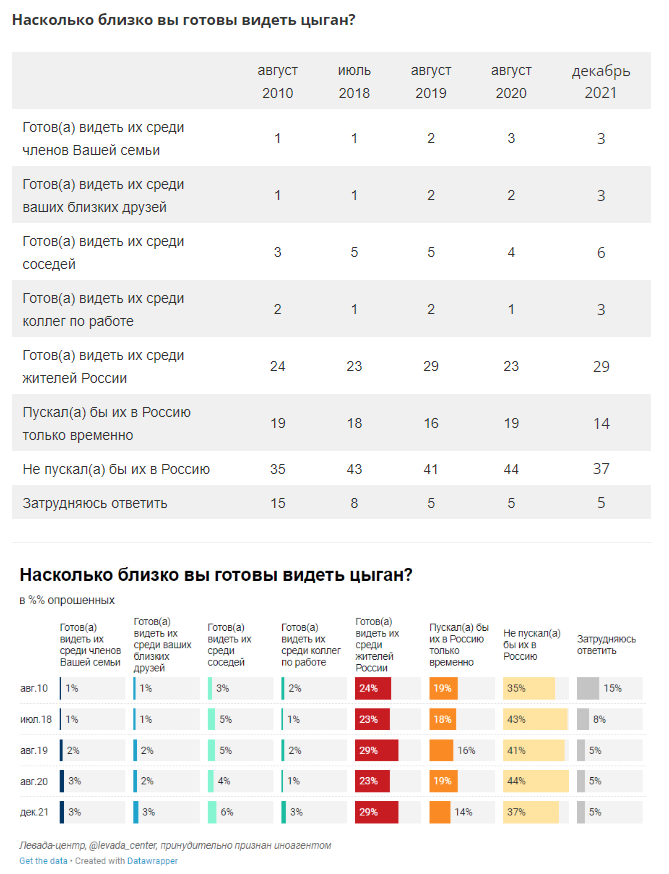 Насколько близко вы готовы видеть цыган?
август июль август август декабрь
2010 2018 2019 2020 2021
Готов(а) видеть их среди
членов Вашей семьи 1 1 2 3 3
Готов(а) видеть их среди
ваших близких друзей 1 1 2 2 3
Готов(а) видеть их среди
соседей 3 5 5 4 6
Готов(а) видеть их среди
коллег по работе 2 1 2 1 3
Готов(а) видеть их среди
жителей России 24 23 29 23 29
Пускал(а) бы их в Россию
только временно 19 18 16 19 14
Не пускал(а) бы их в Россию 35 43 41 44 37
Затрудняюсь ответить 15 8 5 5 5
Насколько близко вы готовы видеть цыган?
в %% опрошенных
Готов(а)
видеть их
среди членов
Вашей семьи
Готов(а)
видеть их
среди ваших
близких
друзей
Готов(а)
видеть их
среди
соседей
Готов(а)
видеть их
среди коллег
по работе
Готов(а)
видеть их
среди
жителей
России
Пускал(а) бы
их в Россию
только
временно
Не пускал(а)
бы их в
Россию
Затрудняюсь
ответить
авг.10 1% 1% 3% 2% 24% 19% 35% 15%
июл.18 1% 1% 5% 1% 23% 18% 43% 8%
авг.19 2% 2% 5% 2% 29% 16% 41% 5%
авг.20 3% 2% 4% 1% 23% 19% 44% 5%
дек.21 3% 3% 6% 3% 29% 14% 37% 5%
Левада-центр, @levada_center, принудительно признан иноагентом
Get the data • Created with Datawrapper